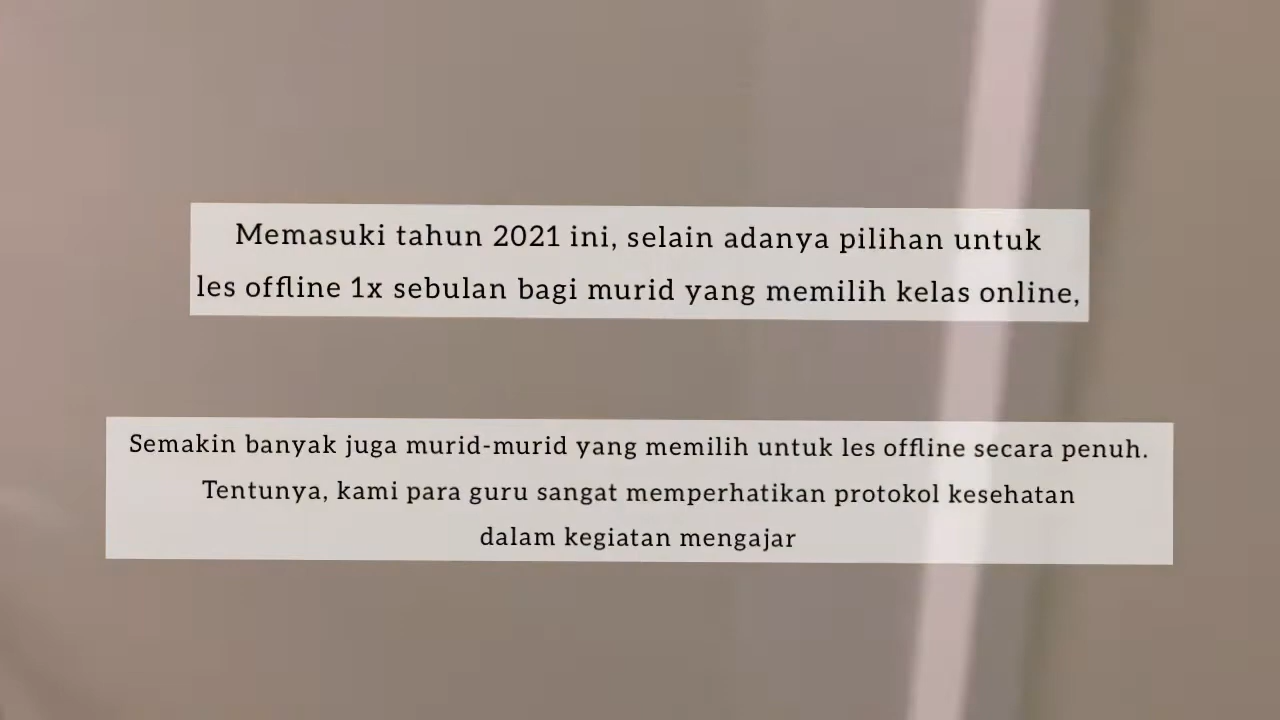 Memasuki tahun 2021 ini, selain adanya pilihan untuk
les offline 1x sebulan bagi murid yang memilih kelas online,
Semakin banyak juga murid-murid yang memilih untuk les offline secara penuh.
Tentunya, kami para guru sangat memperhatikan protokol kesehatan
dalam kegiatan mengajar